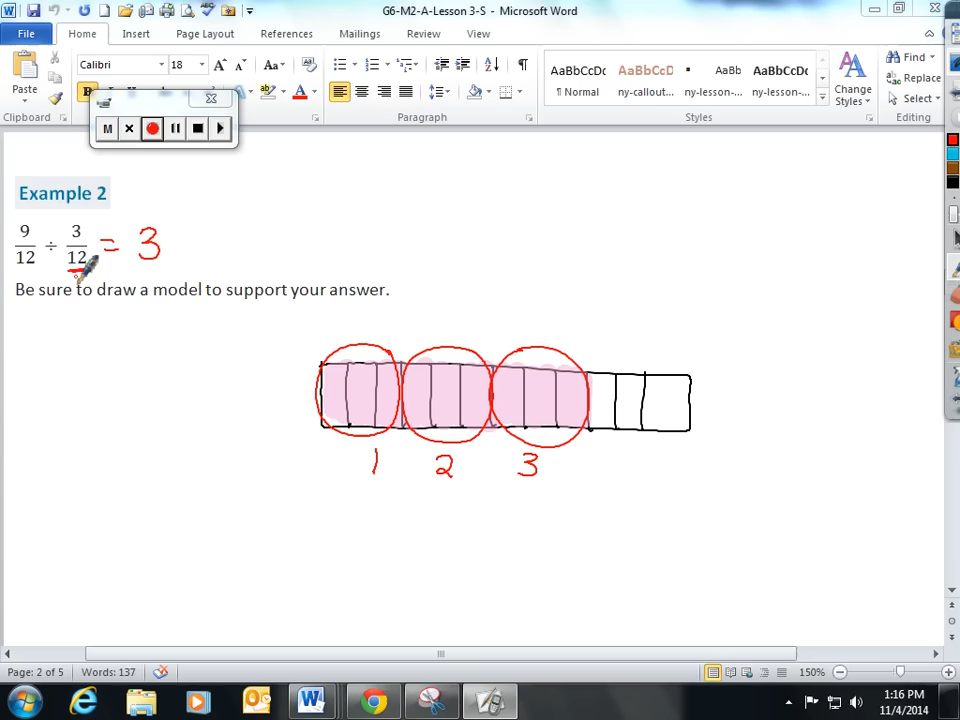 G6-M2-A-Lesson 3-S - Microsoft Word
File Home Insert Page Layout References Mailings Review View
Calibri 18 Aa
AaBbCcDc AaBbCcD AaBb AaBbCcDc
Find
Replace
Select
Paste
¶ Normal ny-callout... ny-lesson-... ny-lesson-...
Change
Styles
Clipboard Paragraph Styles Editing
M
Example 2
9/12 ÷ 3/12 = 3
Be sure to draw a model to support your answer.
1 2 3
Page: 2 of 5 Words: 137 150%
1:16 PM
11/4/2014